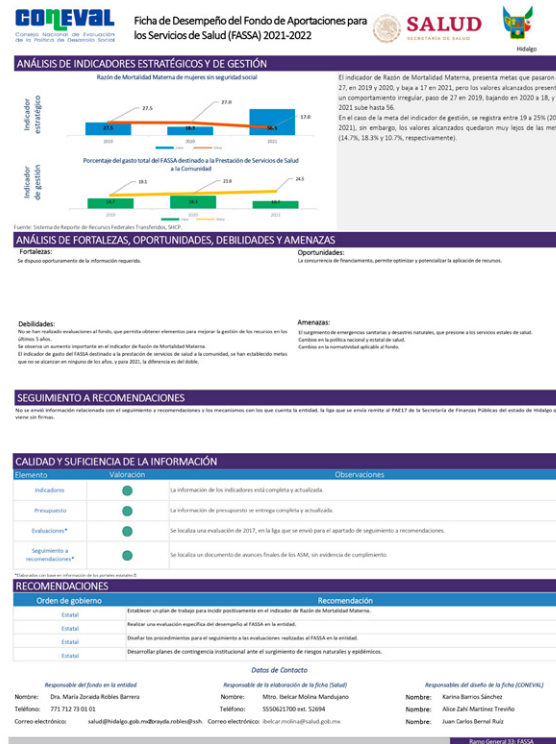 CONEVAL
Consejo Nacional de Evaluación
de la Política de Desarrollo Social
Ficha de Desempeño del Fondo de Aportaciones para
los Servicios de Salud (FASSA) 2021-2022
SALUD
SECRETARÍA DE SALUD
Hidalgo
ANÁLISIS DE INDICADORES ESTRATÉGICOS Y DE GESTIÓN
Indicador
estratégico
Razón de Mortalidad Materna de mujeres sin seguridad social
27.5
27.0
17.0
27.5
18.3
56.5
2019
2020
2021
Indicador
de gestión
Porcentaje del gasto total del FASSA destinado a la Prestación de Servicios de Salud
a la Comunidad
19.1
23.6
24.5
14.7
18.3
10.7
2019
2020
2021
Fuente: Sistema de Reporte de Recursos Federales Transferidos, SHCP.
El indicador de Razón de Mortalidad Materna, presenta metas que pasaron
27, en 2019 y 2020, y baja a 17 en 2021, pero los valores alcanzados present
un comportamiento irregular, paso de 27 en 2019, bajando en 2020 a 18, y
2021 sube hasta 56.
En el caso de la meta del indicador de gestión, se registra entre 19 a 25% (20
2021), sin embargo, los valores alcanzados quedaron muy lejos de las met
(14.7%, 18.3% y 10.7%, respectivamente).
ANÁLISIS DE FORTALEZAS, OPORTUNIDADES, DEBILIDADES Y AMENAZAS
Fortalezas:
Se dispuso oportunamente de la información requerida.
Oportunidades:
La concurrencia de financiamiento, permite optimizar y potencializar la aplicación de recursos.
Debilidades:
No se han realizado evaluaciones al fondo, que permita obtener elementos para mejorar la gestión de los recursos en los
últimos 5 años.
Se observa un aumento importante en el indicador de Razón de Mortalidad Materna.
El indicador de gasto del FASSA destinado a la prestación de servicios de salud a la comunidad, se han establecido metas
que no se alcanzan en ninguno de los años, y para 2021, la diferencia es del doble.
Amenazas:
El surgimiento de emergencias sanitarias y desastres naturales, que presione a los servicios estales de salud.
Cambios en la política nacional y estatal de salud.
Cambios en la normatividad aplicable al fondo.
SEGUIMIENTO A RECOMENDACIONES
No se envió información relacionada con el seguimiento a recomendaciones a los mecanismos con los que cuenta la entidad, la liga que se envía remite al PAE17 de la Secretaría de Finanzas Públicas del estado de Hidalgo q
viene sin firmas.
CALIDAD Y SUFICIENCIA DE LA INFORMACIÓN
Elemento Valoración Observaciones
Indicadores La información de los indicadores está completa y actualizada.
Presupuesto La información de presupuesto se entrega completa y actualizada.
Evaluaciones* Se localiza una evaluación de 2017, en la liga que se envió para el apartado de seguimiento a recomendaciones.
Seguimiento a
recomendaciones* Se localiza un documento de avances finales de los ASM, sin evidencia de cumplimiento.
*Elaborados con base en información de los portales estatales
RECOMENDACIONES
Orden de gobierno Recomendación
Estatal Establecer un plan de trabajo para incidir positivamente en el indicador de Razón de Mortalidad Materna.
Estatal Realizar una evaluación específica del desempeño al FASSA en la entidad.
Estatal Diseñar los procedimientos para el seguimiento a las evaluaciones realizadas al FASSA en la entidad.
Estatal Desarrollar planes de contingencia institucional ante el surgimiento de riesgos naturales y epidémicos.
Datos de Contacto
Responsable del fondo en la entidad
Nombre: Dra. María Zoraida Robles Barrera
Teléfono: 771 712 73 01 01
Correo electrónico: salud@hidalgo.gob.mx zorayda.robles@ssh.
Responsable de la elaboración de la ficha (Salud)
Nombre: Mtro. Ibelcar Molina Mandujano
Teléfono: 5550621700 ext. 52694
Correo electrónico: ibelcar.molina@salud.gob.mx
Responsables del diseño de la ficha (CONEVAL)
Nombre: Karina Barrios Sánchez
Nombre: Alice Zahí Martínez Treviño
Nombre: Juan Carlos Bernal Ruiz
Ramo General 33: FASSA